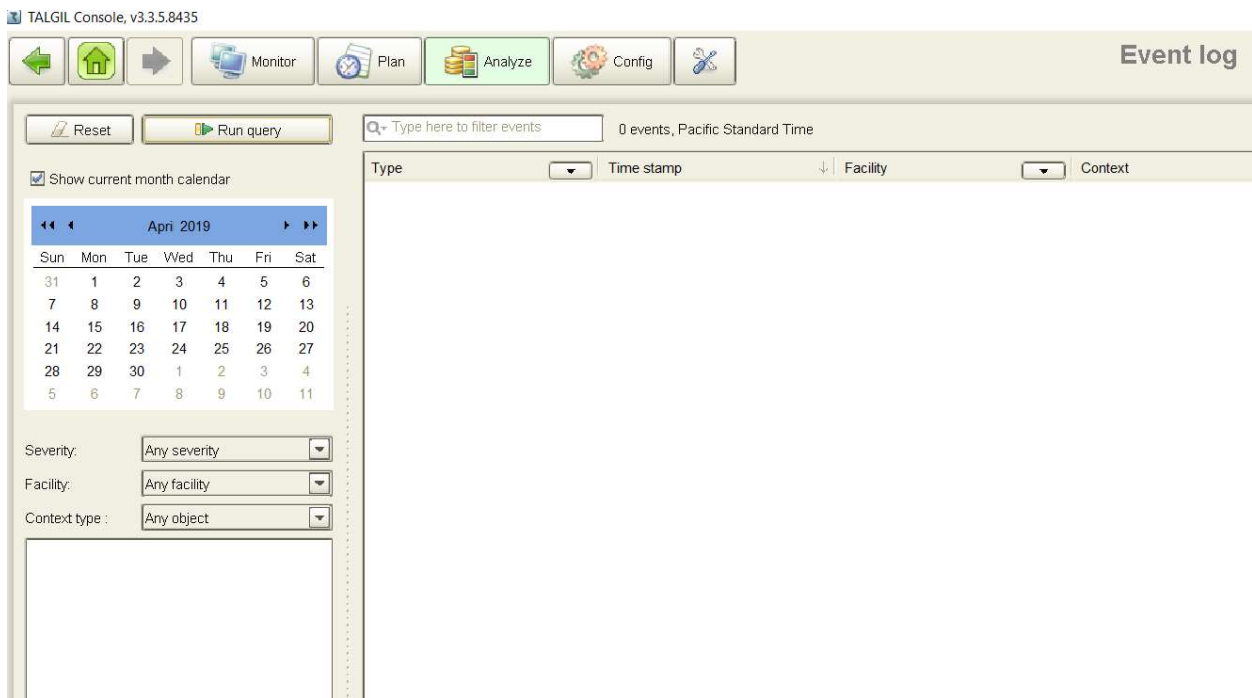 TALGIL Console, v3.3.5.8435
Monitor Plan Analyze Config Event log
Reset Run query
Type here to filter events 0 events, Pacific Standard Time
Type Time stamp Facility Context
Show current month calendar
Apri 2019
Sun Mon Tue Wed Thu Fri Sat
31 1 2 3 4 5 6
7 8 9 10 11 12 13
14 15 16 17 18 19 20
21 22 23 24 25 26 27
28 29 30 1 2 3 4
5 6 7 8 9 10 11
Severity: Any severity
Facility: Any facility
Context type : Any object